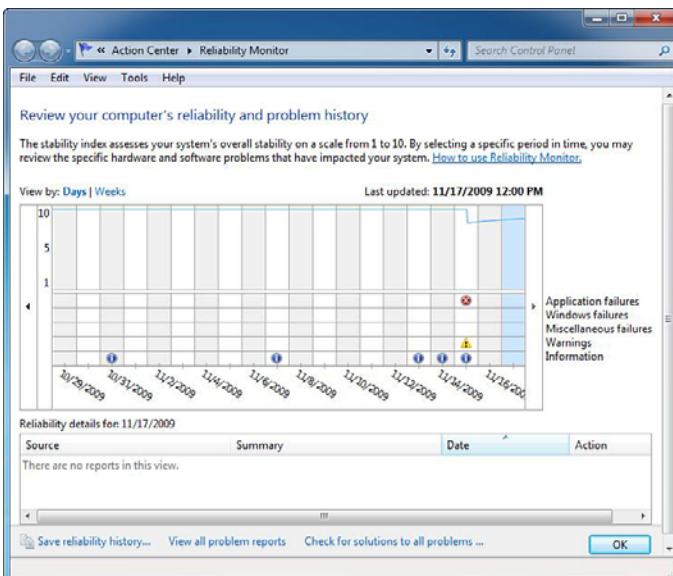 « Action Center ▸ Reliability Monitor
Search Control Panel
File Edit View Tools Help
Review your computer's reliability and problem history
The stability index assesses your system's overall stability on a scale from 1 to 10. By selecting a specific period in time, you may
review the specific hardware and software problems that have impacted your system. How to use Reliability Monitor.
View by: Days | Weeks
Last updated: 11/17/2009 12:00 PM
10
5
1
Application failures
Windows failures
Miscellaneous failures
Warnings
Information
10/29/2009 10/31/2009 11/2/2009 11/4/2009 11/6/2009 11/8/2009 11/10/2009 11/12/2009 11/14/2009 11/16/200
Reliability details for: 11/17/2009
Source Summary Date Action
There are no reports in this view.
Save reliability history... View all problem reports Check for solutions to all problems ...
OK